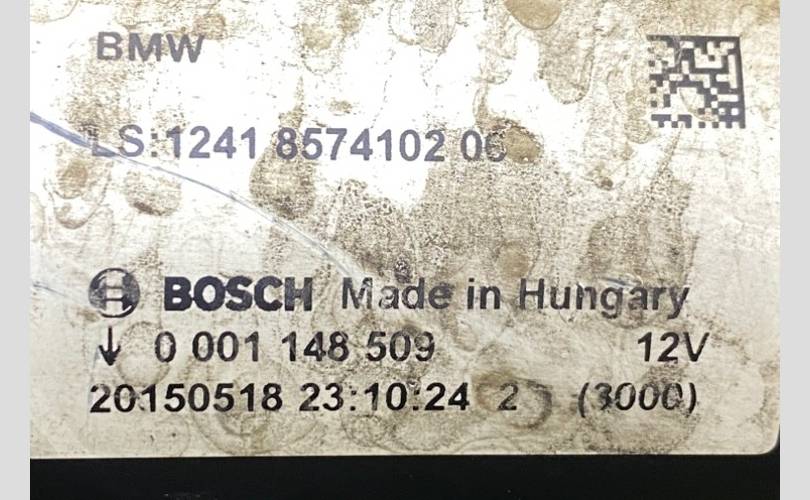 BMW
LS:1241 8574102 06
BOSCH Made in Hungary
↓ 0 001 148 509 12V
20150518 23:10:24 2 (3000)